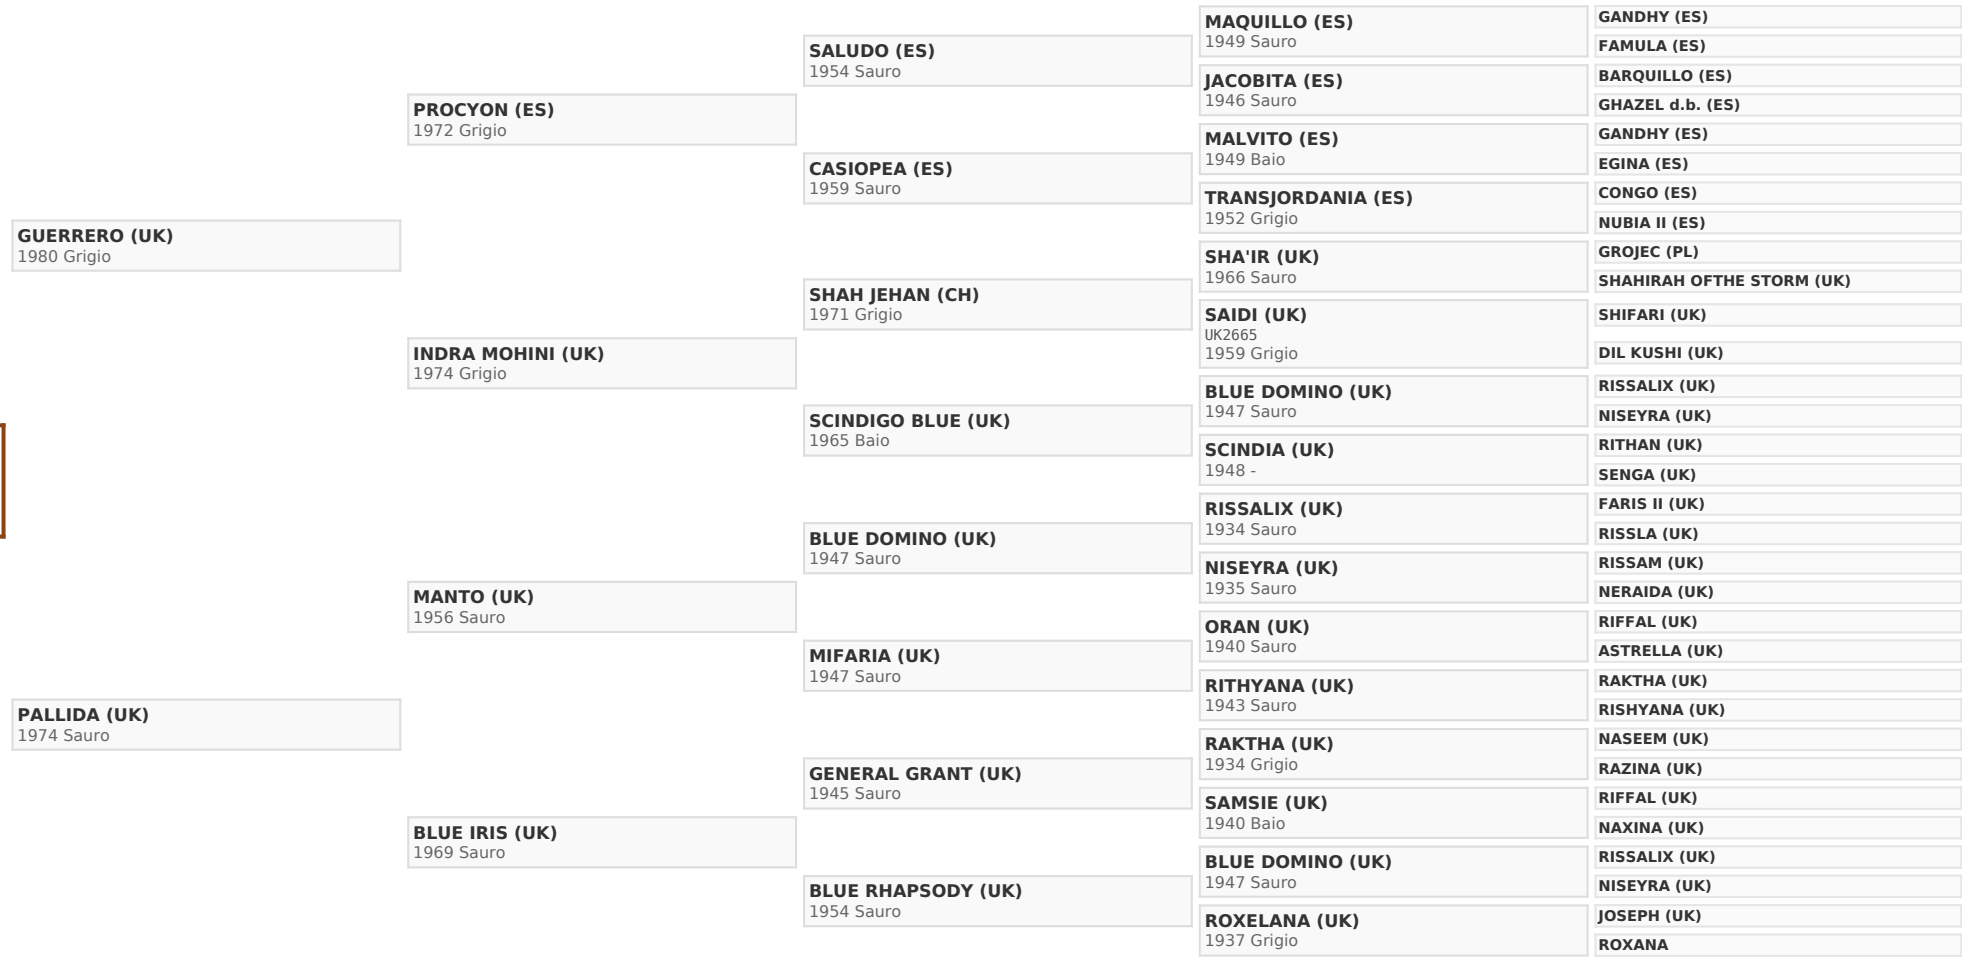 GUERRERO (UK)
1980 Grigio
PALLIDA (UK)
1974 Sauro
PROCYON (ES)
1972 Grigio
INDRA MOHINI (UK)
1974 Grigio
MANTO (UK)
1956 Sauro
BLUE IRIS (UK)
1969 Sauro
SALUDO (ES)
1954 Sauro
CASIOPEA (ES)
1959 Sauro
SHAH JEHAN (CH)
1971 Grigio
SCINDIGO BLUE (UK)
1965 Baio
BLUE DOMINO (UK)
1947 Sauro
MIFARIA (UK)
1947 Sauro
GENERAL GRANT (UK)
1945 Sauro
BLUE RHAPSODY (UK)
1954 Sauro
MAQUILLO (ES)
1949 Sauro
JACOBITA (ES)
1946 Sauro
MALVITO (ES)
1949 Baio
TRANSJORDANIA (ES)
1952 Grigio
SHA'IR (UK)
1966 Sauro
SAIDI (UK)
UK2665
1959 Grigio
BLUE DOMINO (UK)
1947 Sauro
SCINDIA (UK)
1948 -
RISSALIX (UK)
1934 Sauro
NISEYRA (UK)
1935 Sauro
ORAN (UK)
1940 Sauro
RITHYANA (UK)
1943 Sauro
RAKTHA (UK)
1934 Grigio
SAMSIE (UK)
1940 Baio
BLUE DOMINO (UK)
1947 Sauro
ROXELANA (UK)
1937 Grigio
GANDHY (ES)
FAMULA (ES)
BARQUILLO (ES)
GHAZEL d.b. (ES)
GANDHY (ES)
EGINA (ES)
CONGO (ES)
NUBIA II (ES)
GROJEC (PL)
SHAHIRAH OFTHE STORM (UK)
SHIFARI (UK)
DIL KUSHI (UK)
RISSALIX (UK)
NISEYRA (UK)
RITHAN (UK)
SENGA (UK)
FARIS II (UK)
RISSLA (UK)
RISSAM (UK)
NERAIDA (UK)
RIFFAL (UK)
ASTRELLA (UK)
RAKTHA (UK)
RISHYANA (UK)
NASEEM (UK)
RAZINA (UK)
RIFFAL (UK)
NAXINA (UK)
RISSALIX (UK)
NISEYRA (UK)
JOSEPH (UK)
ROXANA